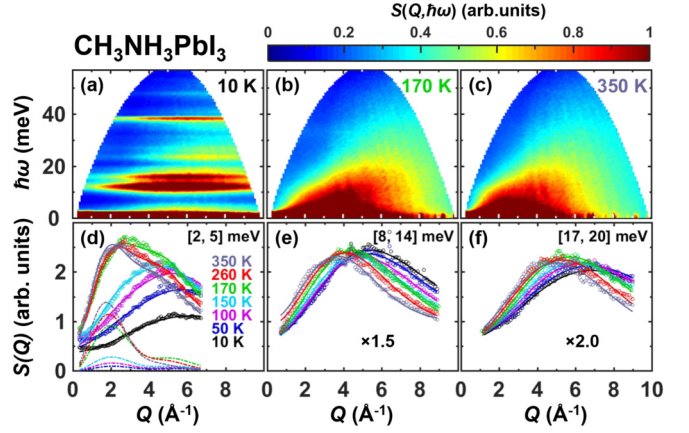 CH₃NH₃PbI₃
S(Q,ħω) (arb.units)
0 0.2 0.4 0.6 0.8 1
(a) 10 K
(b) 170 K
(c) 350 K
ħω (meV)
40
20
0
(d) [2, 5] meV
350 K
260 K
170 K
150 K
100 K
50 K
10 K
(e) [8, 14] meV
×1.5
(f) [17, 20] meV
×2.0
S(Q) (arb. units)
2
1
0
0 2 4 6 8
0 2 4 6 8
0 2 4 6 8 10
Q (Å⁻¹)
Q (Å⁻¹)
Q (Å⁻¹)